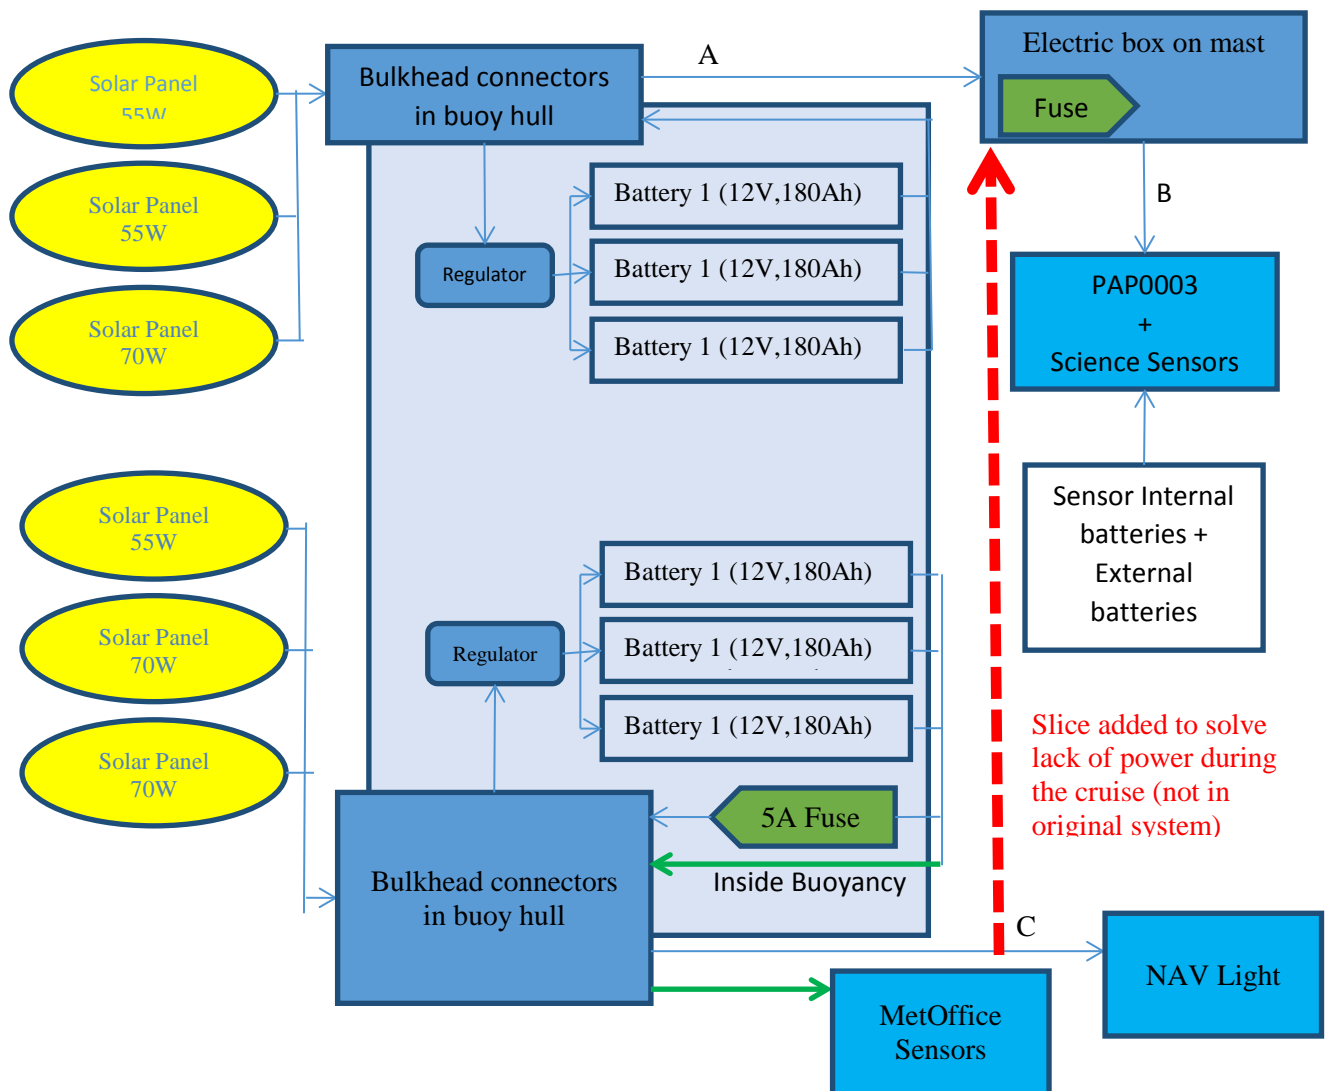 Solar Panel
55W
Solar Panel
55W
Solar Panel
70W
Bulkhead connectors
in buoy hull
A
Electric box on mast
Fuse
B
Regulator
Battery 1 (12V,180Ah)
Battery 1 (12V,180Ah)
Battery 1 (12V,180Ah)
PAP0003
+
Science Sensors
Sensor Internal
batteries +
External
batteries
Solar Panel
55W
Solar Panel
70W
Solar Panel
70W
Regulator
Battery 1 (12V,180Ah)
Battery 1 (12V,180Ah)
Battery 1 (12V,180Ah)
Slice added to solve
lack of power during
the cruise (not in
original system)
5A Fuse
Inside Buoyancy
Bulkhead connectors
in buoy hull
C
NAV Light
MetOffice
Sensors